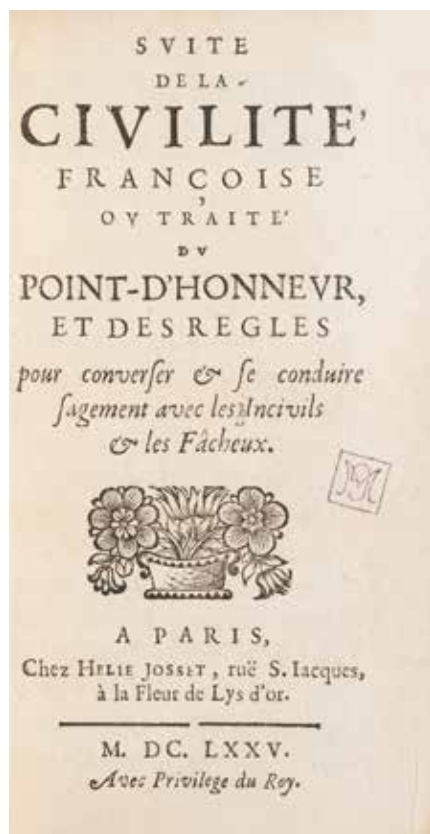 SVITE
DE LA
CIVILITE'
FRANÇOISE
OV TRAITE'
DV
POINT-D'HONNEVR,
ET DES REGLES
pour converſer & ſe conduire
ſagement avec les Incivils
& les Fâcheux.
A PARIS,
Chez HELIE JOSSET, ruë S. Iacques,
à la Fleur de Lys d'or.
M. DC. LXXV.
Avec Privilege du Roy.